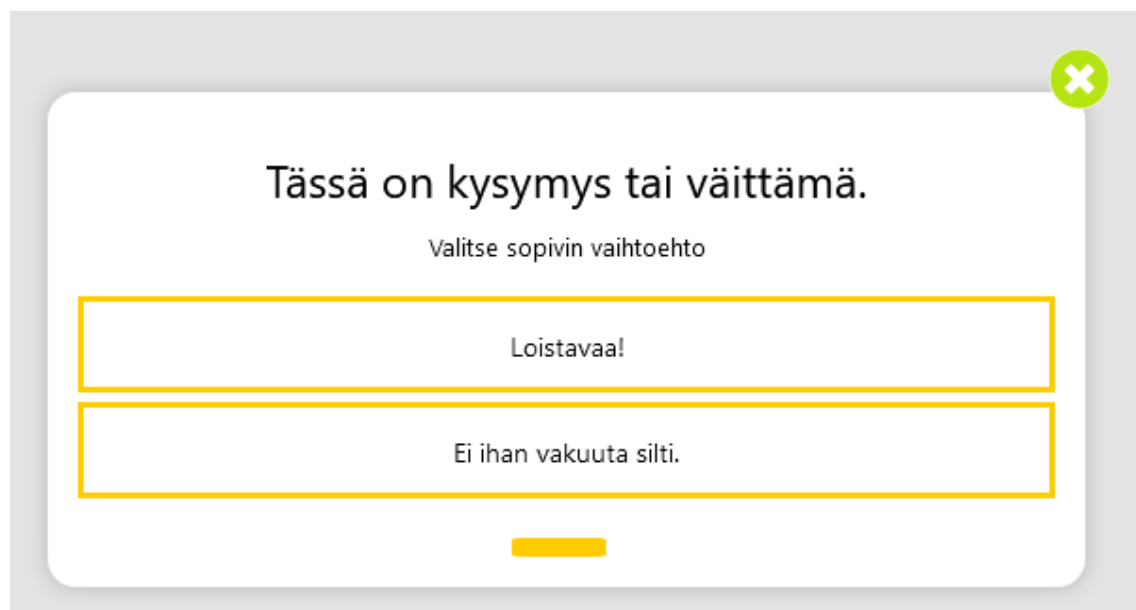 Tässä on kysymys tai väittämä.
Valitse sopivin vaihtoehto
Loistavaa!
Ei ihan vakuuta silti.